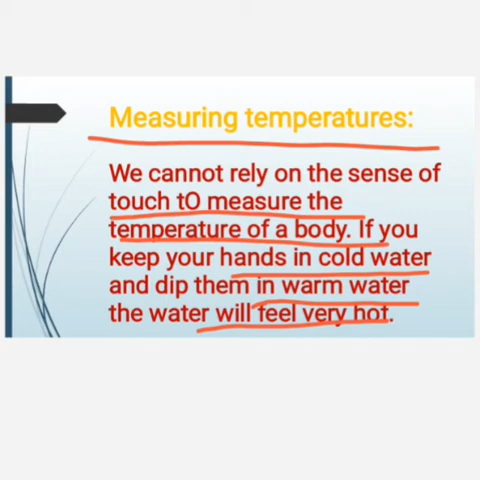 Measuring temperatures:
We cannot rely on the sense of
touch tO measure the
temperature of a body. If you
keep your hands in cold water
and dip them in warm water
the water will feel very hot.